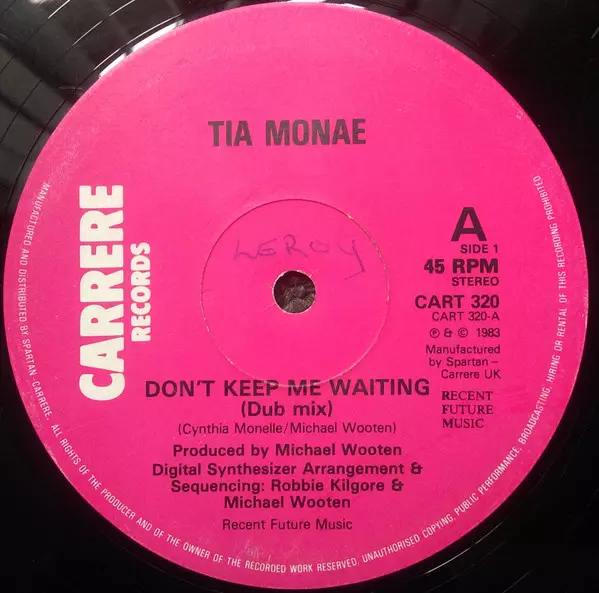 TIA MONAE
CARRERE
RECORDS
LEROY
A
SIDE 1
45 RPM
STEREO
CART 320
CART 320-A
℗ & © 1983
Manufactured
by Spartan –
Carrere UK
RECENT
FUTURE
MUSIC
DON'T KEEP ME WAITING
(Dub mix)
(Cynthia Monelle/Michael Wooten)
Produced by Michael Wooten
Digital Synthesizer Arrangement &
Sequencing: Robbie Kilgore &
Michael Wooten
Recent Future Music
MANUFACTURED AND DISTRIBUTED BY SPARTAN-CARRERE. ALL RIGHTS OF THE PRODUCER AND OF THE OWNER OF THE RECORDED WORK RESERVED. UNAUTHORISED COPYING, PUBLIC PERFORMANCE, BROADCASTING, HIRING OR RENTAL OF THIS RECORDING PROHIBITED.